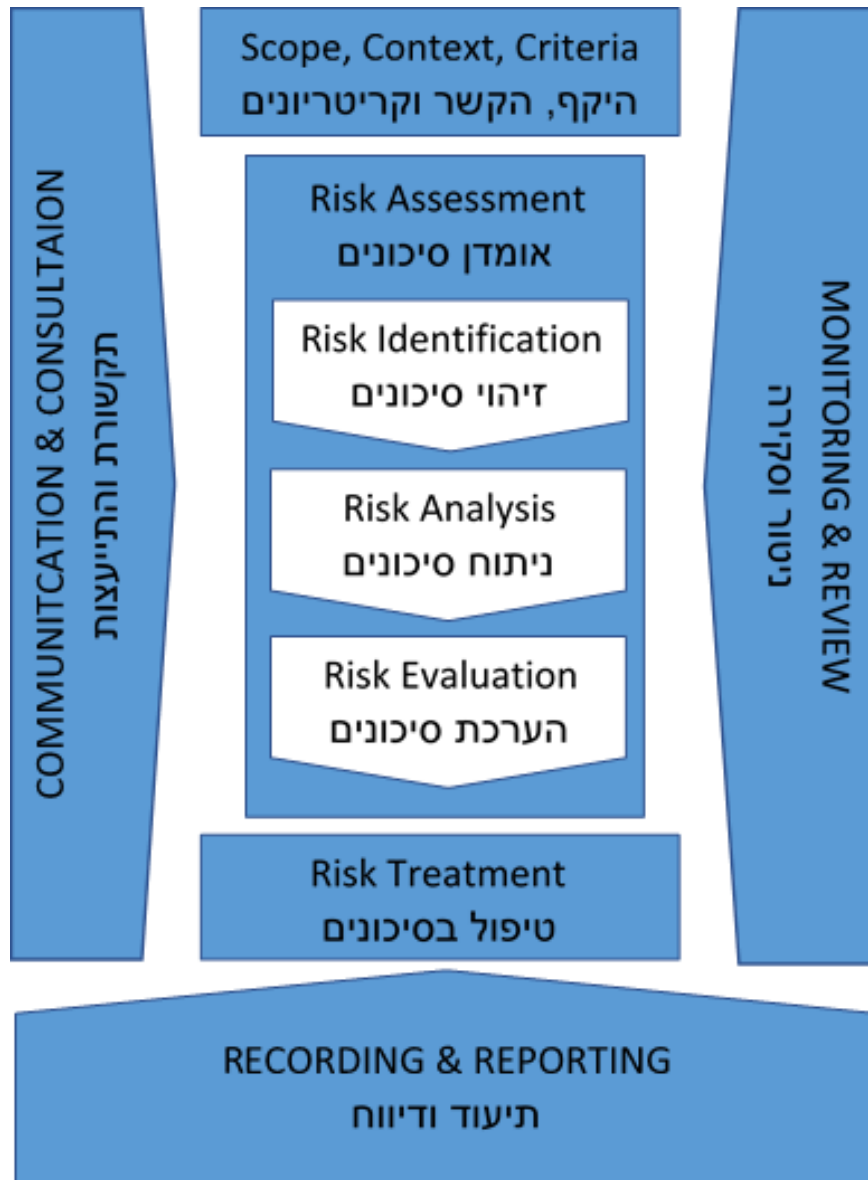 Scope, Context, Criteria
היקף, הקשר וקריטריונים
COMMUNITCATION & CONSULTAION
תקשורת והתייעצות
Risk Assessment
אומדן סיכונים
Risk Identification
זיהוי סיכונים
Risk Analysis
ניתוח סיכונים
Risk Evaluation
הערכת סיכונים
MONITORING & REVIEW
ניטור וסקירה
Risk Treatment
טיפול בסיכונים
RECORDING & REPORTING
תיעוד ודיווח